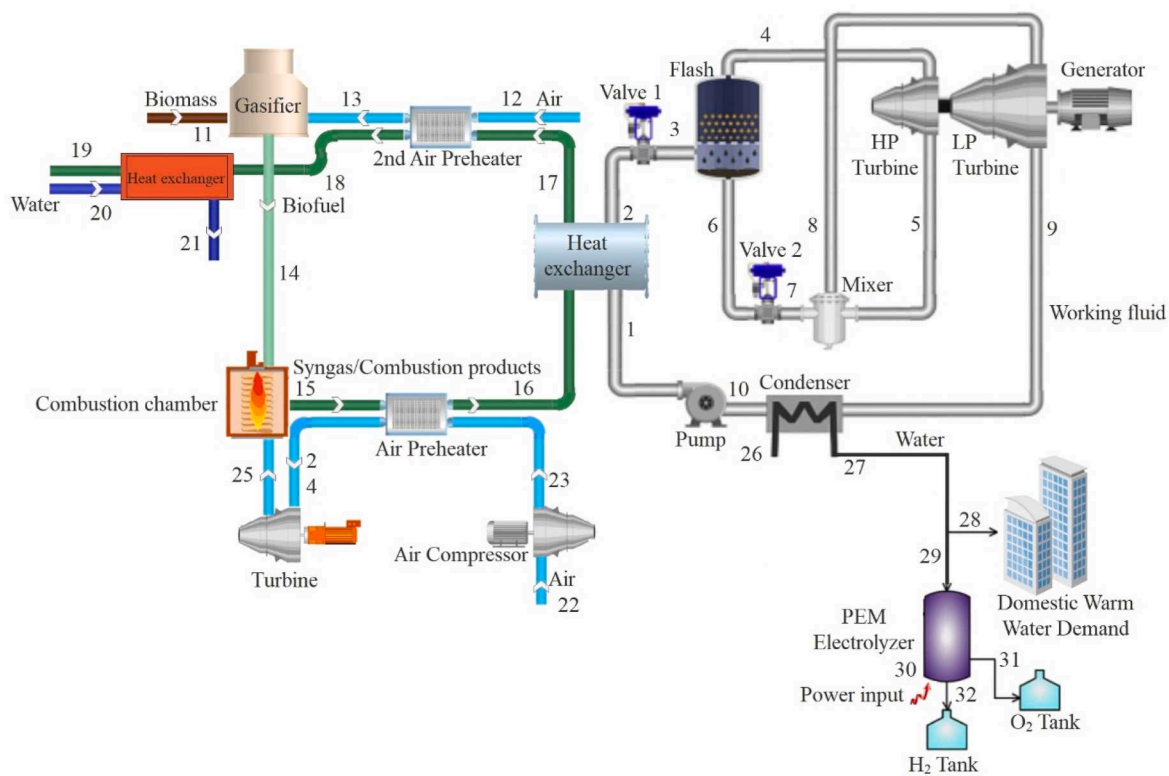 4
Flash
Generator
Valve 1
Biomass
Gasifier
13
12
Air
3
11
HP
Turbine
LP
Turbine
19
2nd Air Preheater
Heat exchanger
18
17
Water
20
Biofuel
2
6
8
5
9
21
Heat
exchanger
Valve 2
7
Mixer
14
Working fluid
1
Syngas/Combustion products
15
16
10
Condenser
Combustion chamber
Air Preheater
Pump
Water
26
27
25
2
4
23
28
Air Compressor
29
Turbine
Air
22
Domestic Warm
Water Demand
PEM
Electrolyzer
30
31
Power input
32
O₂ Tank
H₂ Tank